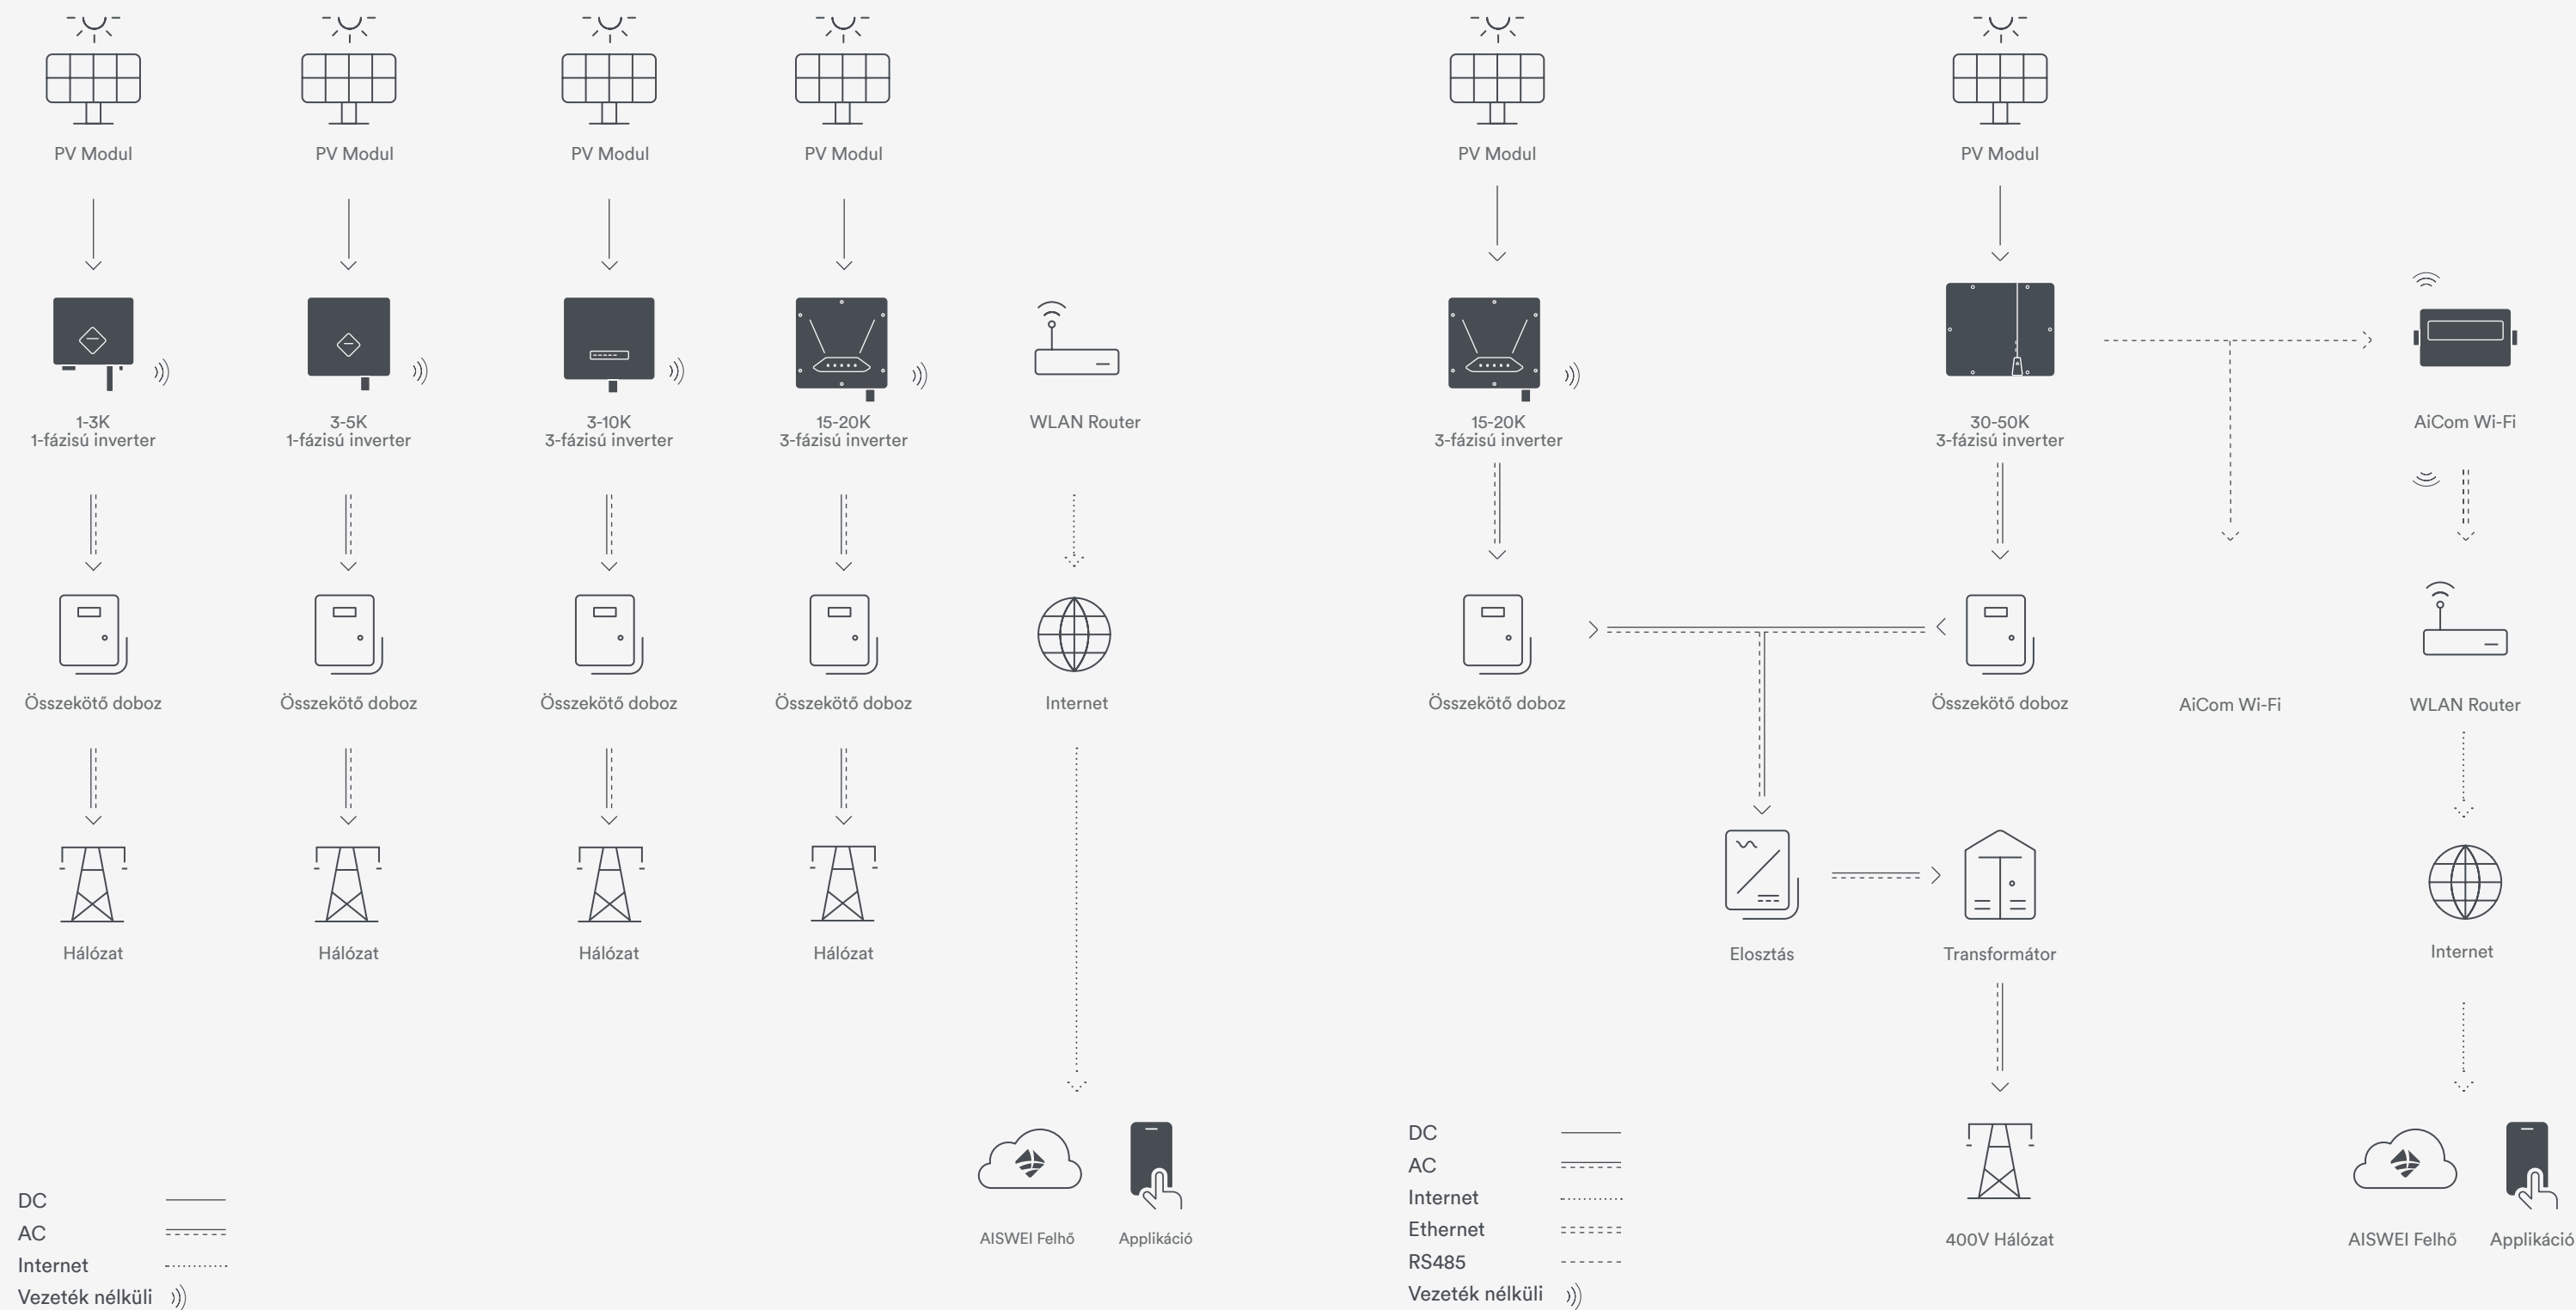 PV Modul
PV Modul
PV Modul
PV Modul
1-3K
1-fázisú inverter
3-5K
1-fázisú inverter
3-10K
3-fázisú inverter
15-20K
3-fázisú inverter
WLAN Router
Összekötő doboz
Összekötő doboz
Összekötő doboz
Összekötő doboz
Internet
Hálózat
Hálózat
Hálózat
Hálózat
AISWEI Felhő
Applikáció
DC
AC
Internet
Vezeték nélküli
PV Modul
PV Modul
15-20K
3-fázisú inverter
30-50K
3-fázisú inverter
AiCom Wi-Fi
Összekötő doboz
Összekötő doboz
AiCom Wi-Fi
WLAN Router
Elosztás
Transformátor
Internet
400V Hálózat
AISWEI Felhő
Applikáció
DC
AC
Internet
Ethernet
RS485
Vezeték nélküli